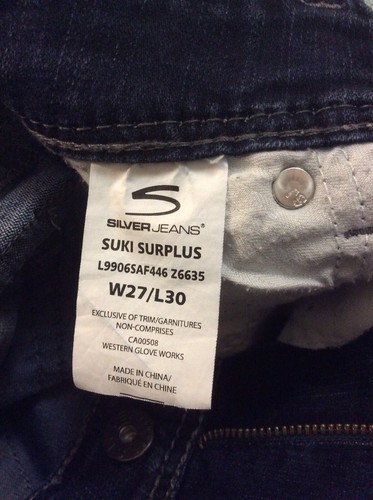 SILVERJEANS®
SUKI SURPLUS
L9906SAF446 Z6635
W27/L30
EXCLUSIVE OF TRIM/GARNITURES
NON-COMPRISES
CA00508
WESTERN GLOVE WORKS
MADE IN CHINA/
FABRIQUÉ EN CHINE